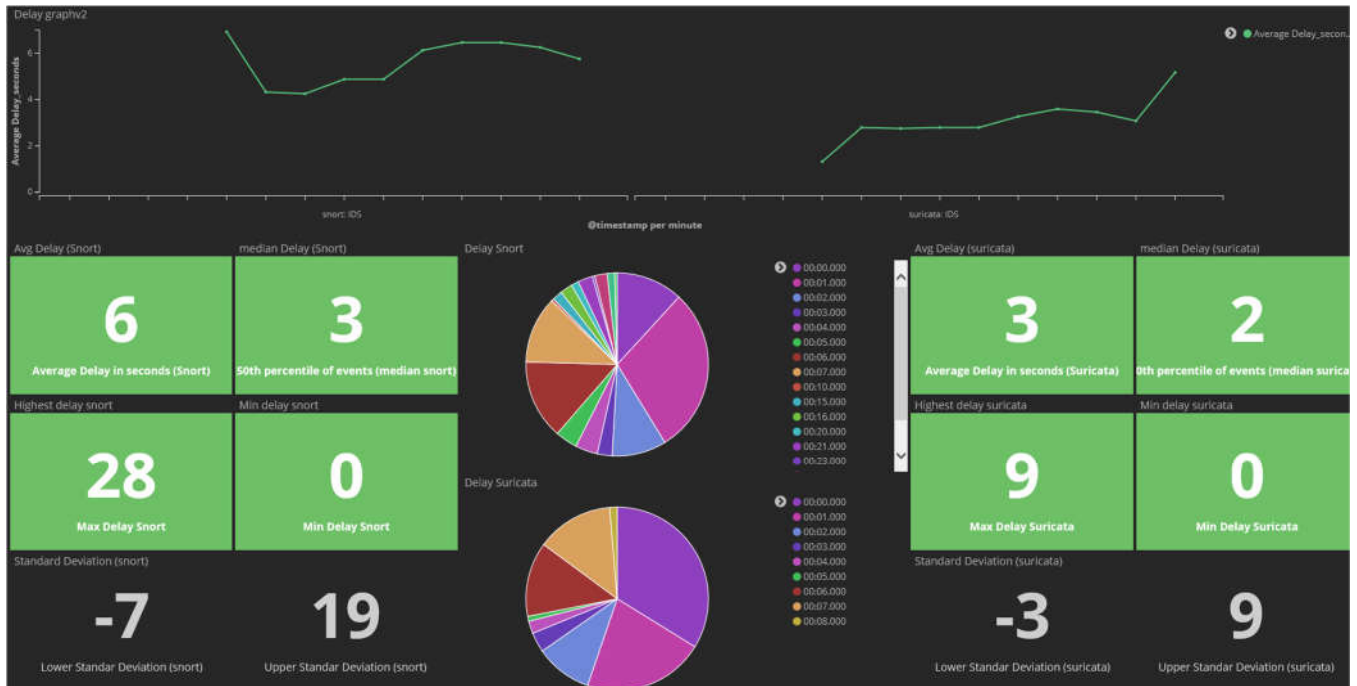 Delay graphv2
Average Delay_seconds
6
4
2
0
snort: IDS
suricata: IDS
@timestamp per minute
Average Delay_secon..
Avg Delay (Snort)
6
Average Delay in seconds (Snort)
median Delay (Snort)
3
50th percentile of events (median snort)
Highest delay snort
28
Max Delay Snort
Min delay snort
0
Min Delay Snort
Standard Deviation (snort)
-7
Lower Standar Deviation (snort)
19
Upper Standar Deviation (snort)
Delay Snort
00:00.000
00:01.000
00:02.000
00:03.000
00:04.000
00:05.000
00:06.000
00:07.000
00:10.000
00:15.000
00:16.000
00:20.000
00:21.000
00:23.000
Delay Suricata
00:00.000
00:01.000
00:02.000
00:03.000
00:04.000
00:05.000
00:06.000
00:07.000
00:08.000
Avg Delay (suricata)
3
Average Delay in seconds (Suricata)
median Delay (suricata)
2
0th percentile of events (median surica
Highest delay suricata
9
Max Delay Suricata
Min delay suricata
0
Min Delay Suricata
Standard Deviation (suricata)
-3
Lower Standar Deviation (suricata)
9
Upper Standar Deviation (suricata)